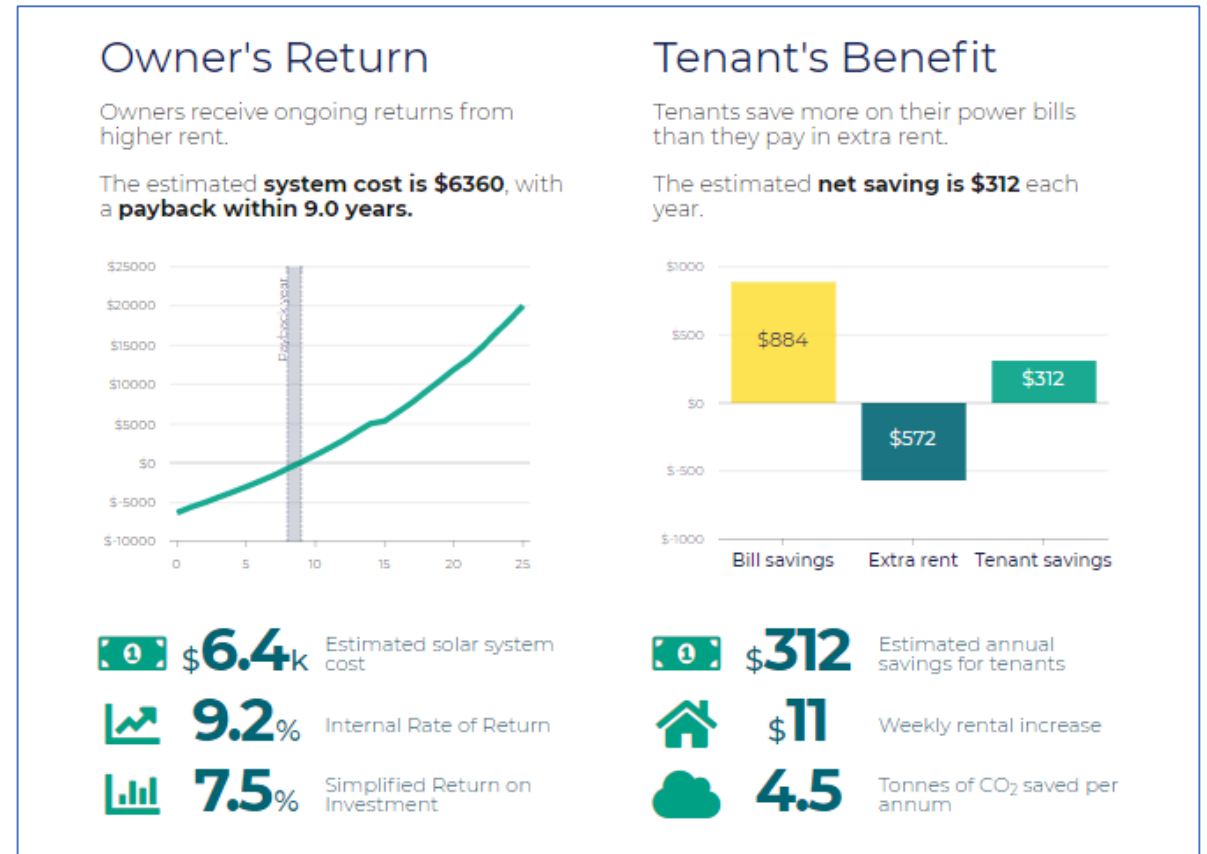 Owner's Return
Owners receive ongoing returns from
higher rent.
The estimated system cost is $6360, with
a payback within 9.0 years.
$25000
$20000
$15000
$10000
$5000
$0
$-5000
$-10000
Payback year
0 5 10 15 20 25
$6.4k Estimated solar system
cost
9.2% Internal Rate of Return
7.5% Simplified Return on
Investment
Tenant's Benefit
Tenants save more on their power bills
than they pay in extra rent.
The estimated net saving is $312 each
year.
$1000
$500
$0
$-500
$-1000
$884
$572
$312
Bill savings Extra rent Tenant savings
1
$312 Estimated annual
savings for tenants
$11 Weekly rental increase
4.5 Tonnes of CO2 saved per
annum